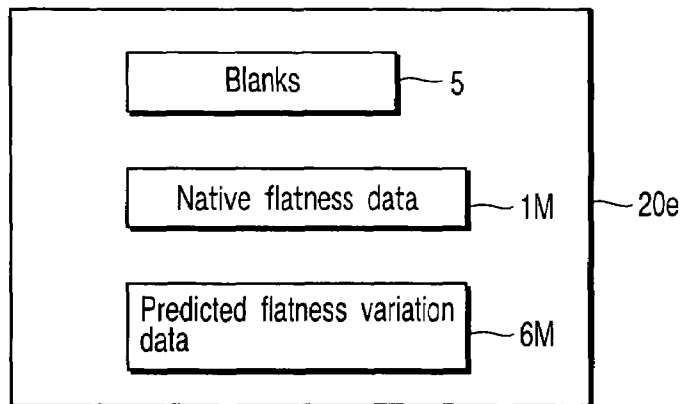 Blanks
5
Native flatness data
1M
20e
Predicted flatness variation
data
6M